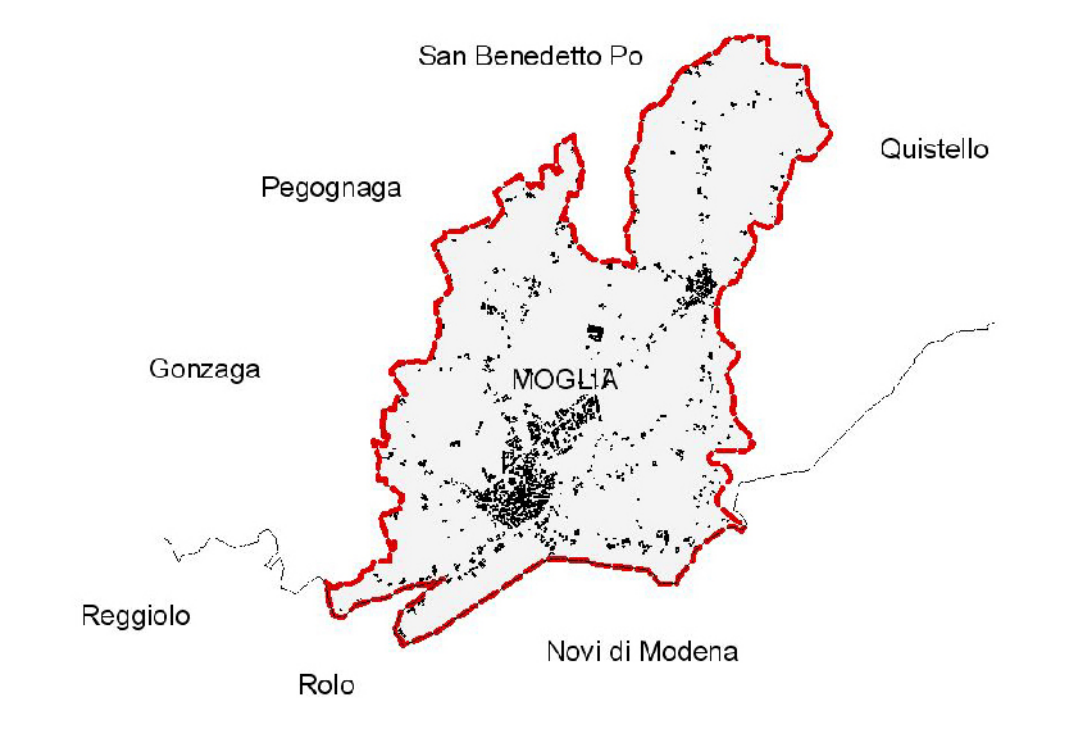 San Benedetto Po
Quistello
Pegognaga
Gonzaga
MOGLIA
Reggiolo
Novi di Modena
Rolo